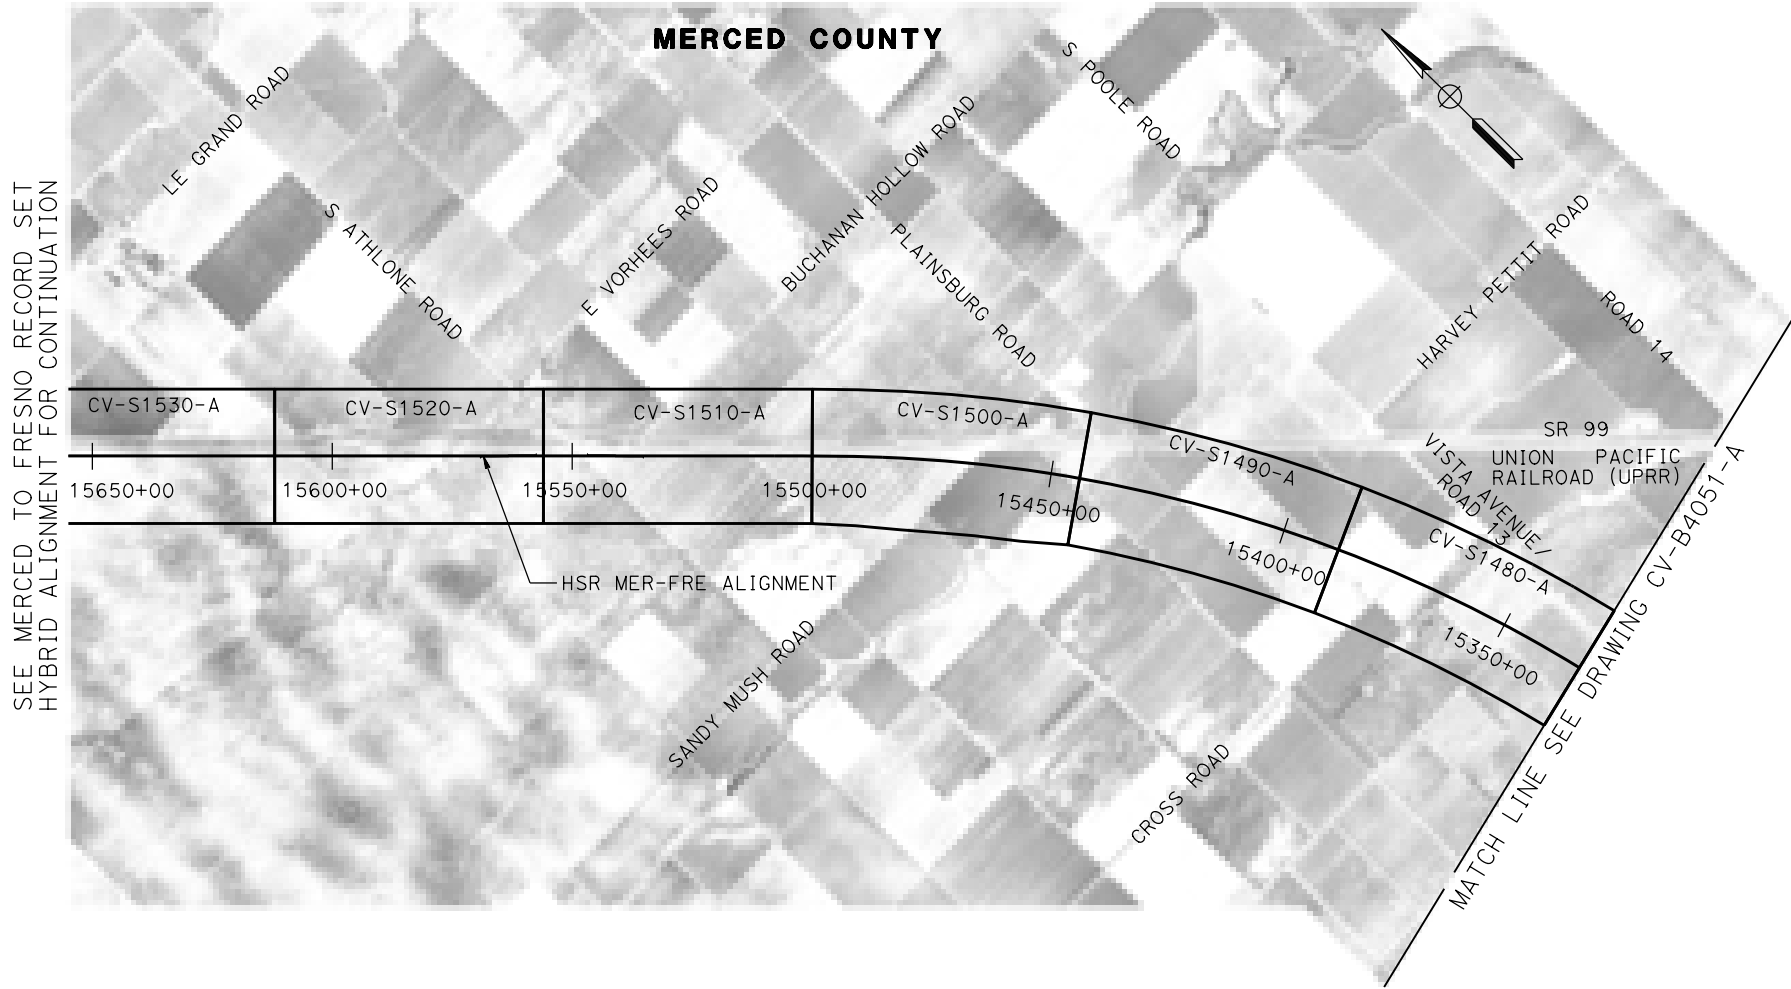 MERCED COUNTY
LE GRAND ROAD
S ATHLONE ROAD
E VORHEES ROAD
BUCHANAN HOLLOW ROAD
S POOLE ROAD
PLAINSBURG ROAD
HARVEY PETTIT ROAD
ROAD 14
SEE MERCED TO FRESNO RECORD SET
HYBRID ALIGNMENT FOR CONTINUATION
CV-S1530-A
CV-S1520-A
CV-S1510-A
CV-S1500-A
CV-S1490-A
CV-S1480-A
SR 99
UNION PACIFIC
RAILROAD (UPRR)
VISTA AVENUE/
ROAD 13
15650+00
15600+00
15550+00
15500+00
15450+00
15400+00
15350+00
HSR MER-FRE ALIGNMENT
SANDY MUSH ROAD
CROSS ROAD
MATCH LINE SEE DRAWING CV-B4051-A